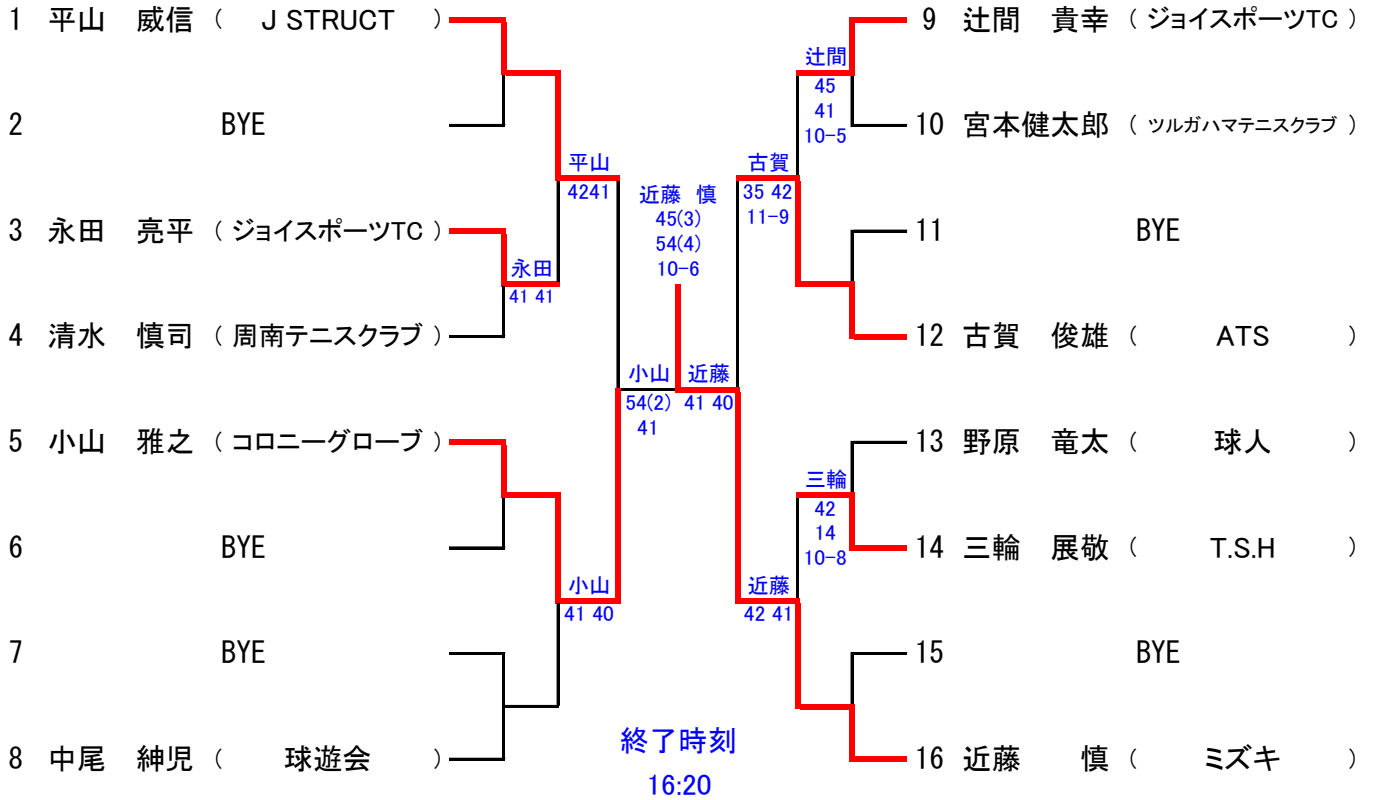 1 平山 威信 ( J STRUCT )
2 BYE
平山
4241
3 永田 亮平 ( ジョイスポーツTC )
永田
41 41
4 清水 慎司 ( 周南テニスクラブ )
小山
54(2)
41
5 小山 雅之 ( コロニーグローブ )
6 BYE
小山
41 40
7 BYE
8 中尾 紳児 ( 球遊会 )
近藤 慎
45(3)
54(4)
10-6
終了時刻
16:20
9 辻間 貴幸 ( ジョイスポーツTC )
辻間
45
41
10-5
10 宮本健太郎 ( ツルガハマテニスクラブ )
古賀
35 42
11-9
11 BYE
12 古賀 俊雄 ( ATS )
近藤
41 40
13 野原 竜太 ( 球人 )
三輪
42
14
10-8
14 三輪 展敬 ( T.S.H )
近藤
42 41
15 BYE
16 近藤 慎 ( ミズキ )